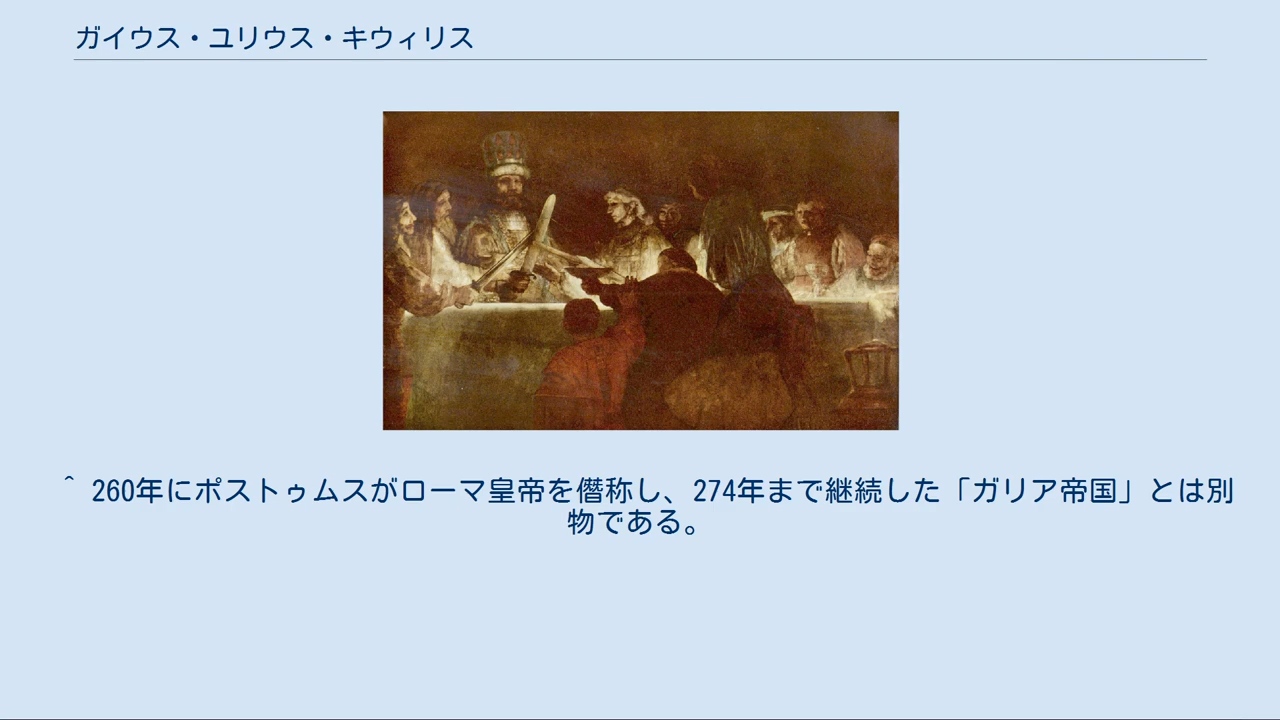 ガイウス・ユリウス・キウィリス
^ 260年にポストゥムスがローマ皇帝を僭称し、274年まで継続した「ガリア帝国」とは別
物である。